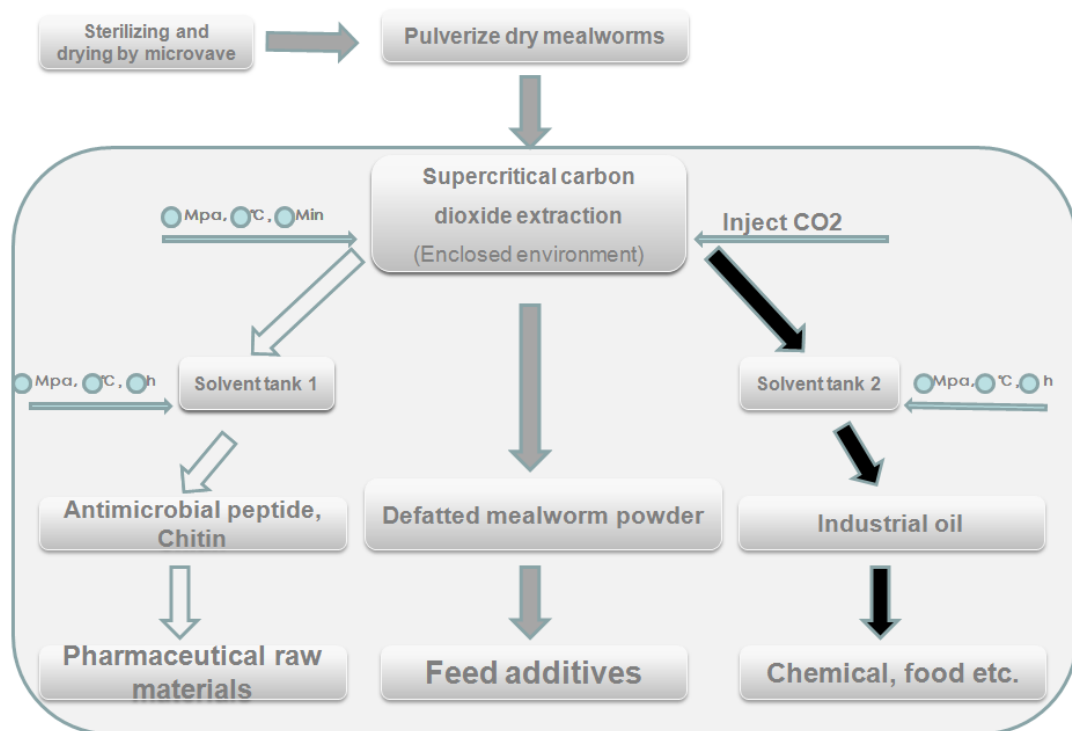 Sterilizing and
drying by microvave
Pulverize dry mealworms
Supercritical carbon
dioxide extraction
(Enclosed environment)
Mpa, ℃, Min
Inject CO2
Mpa, ℃, h
Solvent tank 1
Solvent tank 2
Mpa, ℃, h
Antimicrobial peptide,
Chitin
Defatted mealworm powder
Industrial oil
Pharmaceutical raw
materials
Feed additives
Chemical, food etc.